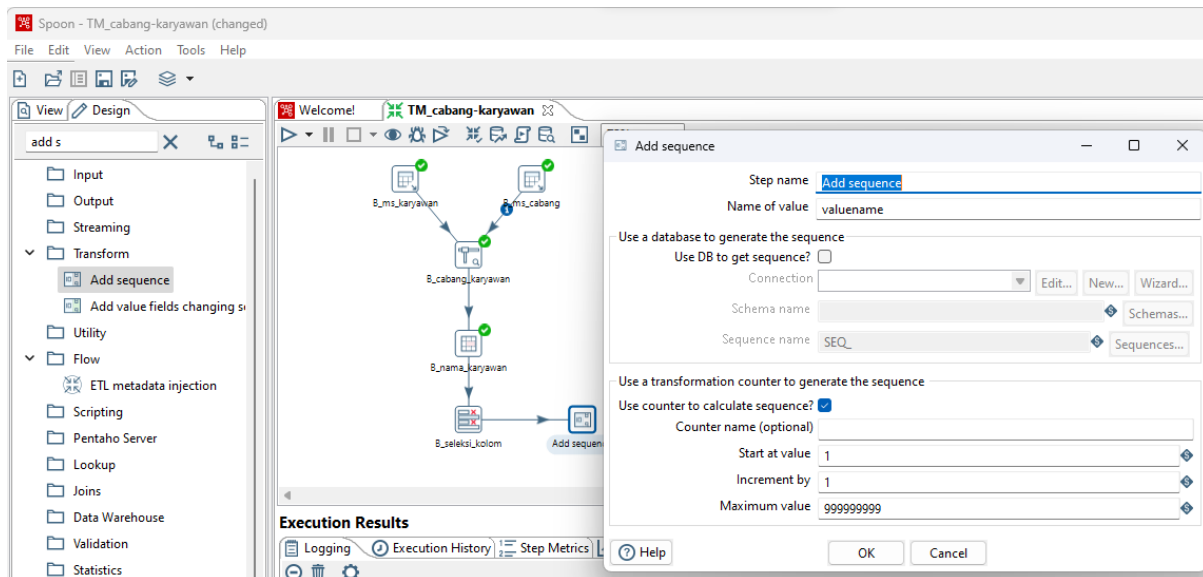 Spoon - TM_cabang-karyawan (changed)
File Edit View Action Tools Help
View Design
add s
Input
Output
Streaming
Transform
Add sequence
Add value fields changing se
Utility
Flow
ETL metadata injection
Scripting
Pentaho Server
Lookup
Joins
Data Warehouse
Validation
Statistics
Welcome! TM_cabang-karyawan
B_ms_karyawan
B_ms_cabang
1
B_cabang_karyawan
B_nama_karyawan
B_seleksi_kolom
Add sequen
Execution Results
Logging Execution History Step Metrics
Add sequence
Step name Add sequence
Name of value valuename
Use a database to generate the sequence
Use DB to get sequence?
Connection Edit... New... Wizard...
Schema name Schemas...
Sequence name SEQ_ Sequences...
Use a transformation counter to generate the sequence
Use counter to calculate sequence?
Counter name (optional)
Start at value 1
Increment by 1
Maximum value 999999999
Help OK Cancel